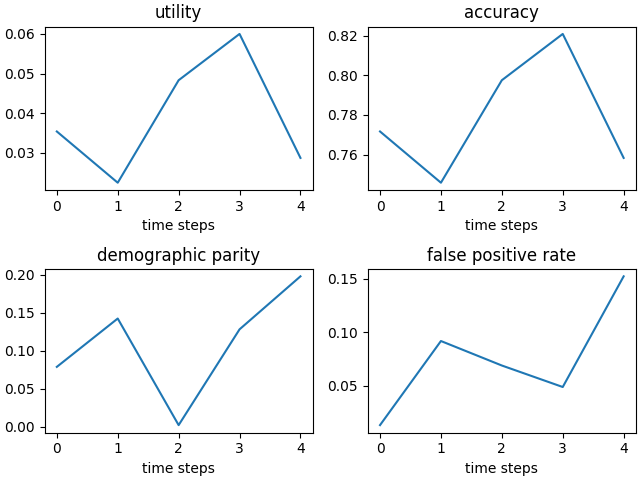 utility
0.06
0.05
0.04
0.03
0 1 2 3 4
time steps
accuracy
0.82
0.80
0.78
0.76
0 1 2 3 4
time steps
demographic parity
0.20
0.15
0.10
0.05
0.00
0 1 2 3 4
time steps
false positive rate
0.15
0.10
0.05
0 1 2 3 4
time steps